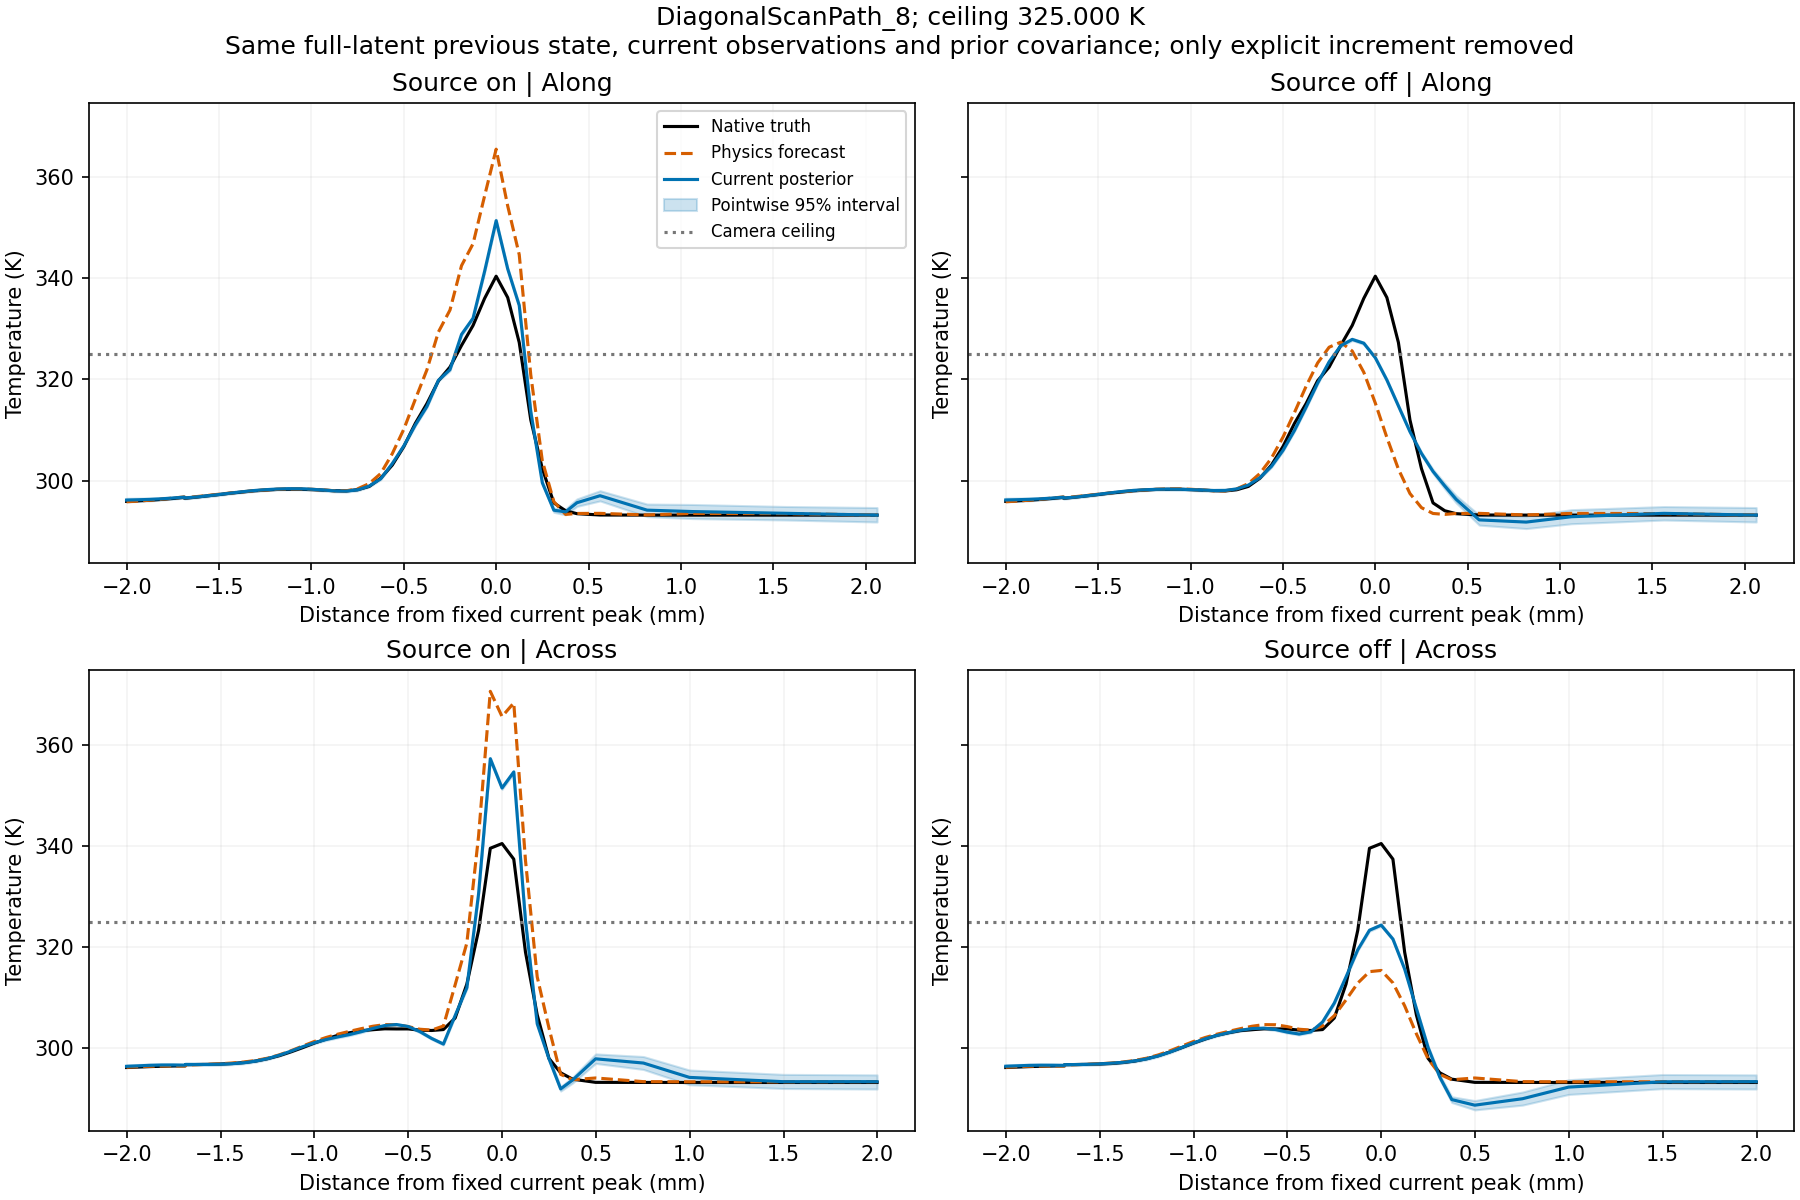 DiagonalScanPath_8; ceiling 325.000 K
Same full-latent previous state, current observations and prior covariance; only explicit increment removed
Source on | Along
Native truth
Physics forecast
Current posterior
Pointwise 95% interval
Camera ceiling
Temperature (K)
360
340
320
300
−2.0 −1.5 −1.0 −0.5 0.0 0.5 1.0 1.5 2.0
Distance from fixed current peak (mm)
Source off | Along
Temperature (K)
−2.0 −1.5 −1.0 −0.5 0.0 0.5 1.0 1.5 2.0
Distance from fixed current peak (mm)
Source on | Across
Temperature (K)
360
340
320
300
−2.0 −1.5 −1.0 −0.5 0.0 0.5 1.0 1.5 2.0
Distance from fixed current peak (mm)
Source off | Across
Temperature (K)
−2.0 −1.5 −1.0 −0.5 0.0 0.5 1.0 1.5 2.0
Distance from fixed current peak (mm)